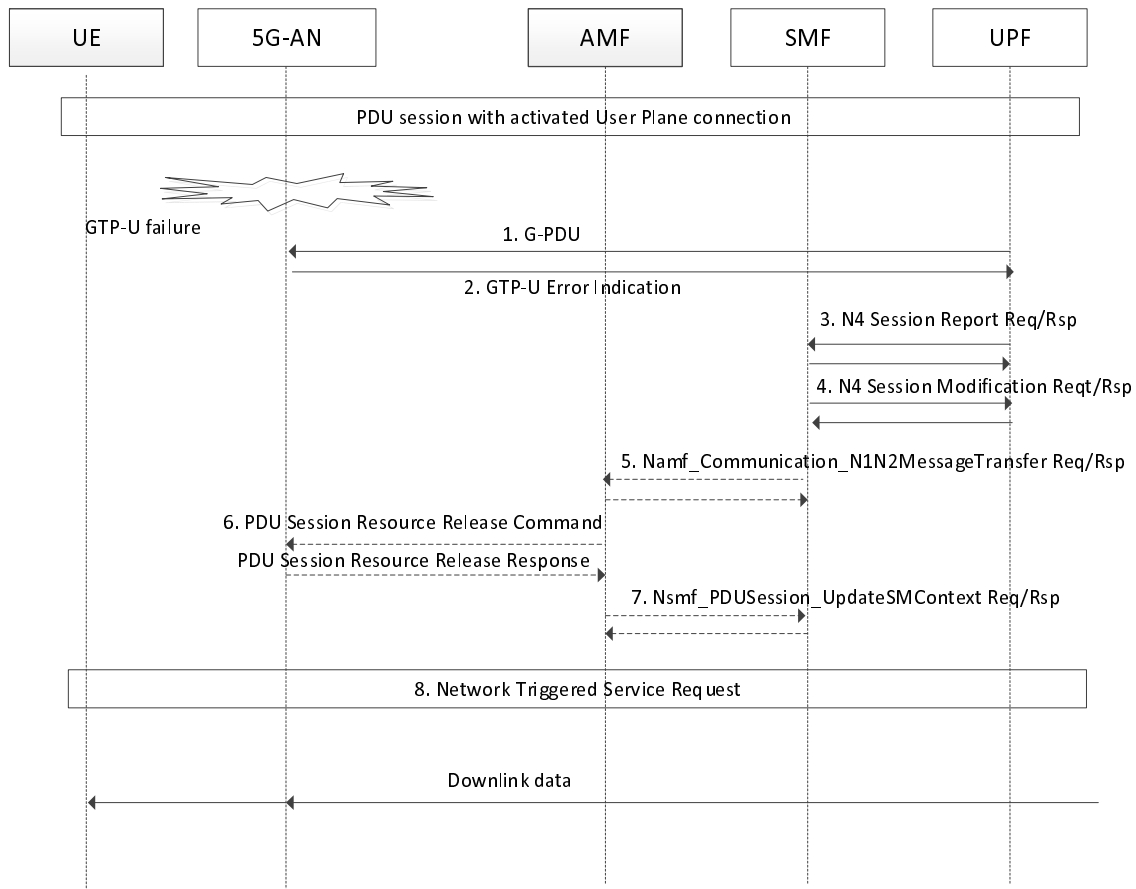 UE
5G-AN
AMF
SMF
UPF
PDU session with activated User Plane connection
GTP-U failure
1. G-PDU
2. GTP-U Error Indication
3. N4 Session Report Req/Rsp
4. N4 Session Modification Reqt/Rsp
5. Namf_Communication_N1N2MessageTransfer Req/Rsp
6. PDU Session Resource Release Command
PDU Session Resource Release Response
7. Nsmf_PDUSession_UpdateSMContext Req/Rsp
8. Network Triggered Service Request
Downlink data